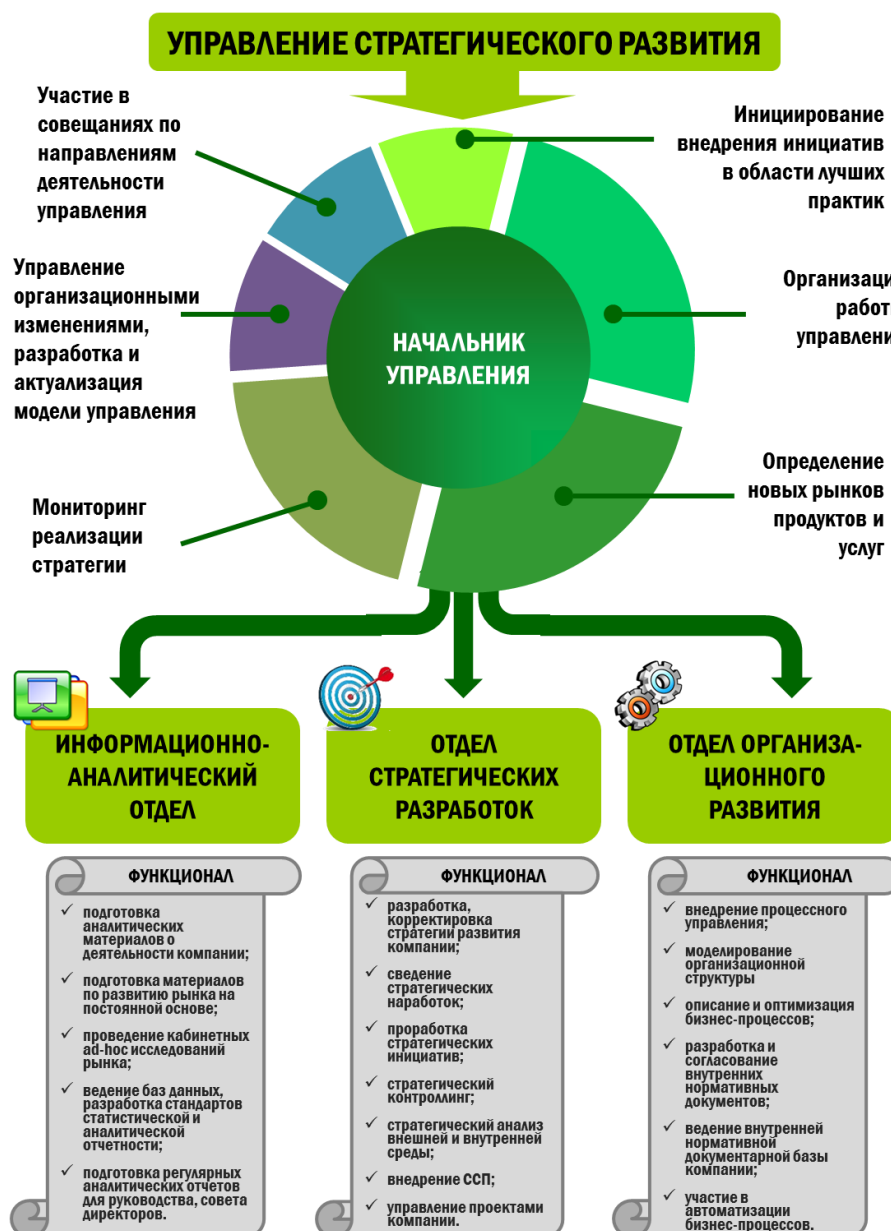 УПРАВЛЕНИЕ СТРАТЕГИЧЕСКОГО РАЗВИТИЯ
Участие в
совещаниях по
направлениям
деятельности
управления
Инициирование
внедрения инициатив
в области лучших
практик
Управление
организационными
изменениями,
разработка и
актуализация
модели управления
Организаци
работ
управлени
НАЧАЛЬНИК
УПРАВЛЕНИЯ
Мониторинг
реализации
стратегии
Определение
новых рынков
продуктов и
услуг
ИНФОРМАЦИОННО-
АНАЛИТИЧЕСКИЙ
ОТДЕЛ
ОТДЕЛ
СТРАТЕГИЧЕСКИХ
РАЗРАБОТОК
ОТДЕЛ ОРГАНИЗА-
ЦИОННОГО
РАЗВИТИЯ
ФУНКЦИОНАЛ
подготовка
аналитических
материалов о
деятельности компании;
подготовка материалов
по развитию рынка на
постоянной основе;
проведение кабинетных
ad-hoc исследований
рынка;
ведение баз данных,
разработка стандартов
статистической и
аналитической
отчетности;
подготовка регулярных
аналитических отчетов
для руководства, совета
директоров.
ФУНКЦИОНАЛ
разработка,
корректировка
стратегии развития
компании;
сведение
стратегических
наработок;
проработка
стратегических
инициатив;
стратегический
контроллинг;
стратегический анализ
внешней и внутренней
среды;
внедрение ССП;
управление проектами
компании.
ФУНКЦИОНАЛ
внедрение процессного
управления;
моделирование
организационной
структуры
описание и оптимизация
бизнес-процессов;
разработка и
согласование
внутренних
нормативных
документов;
ведение внутренней
нормативной
документарной базы
компании;
участие в
автоматизации
бизнес-процессов.